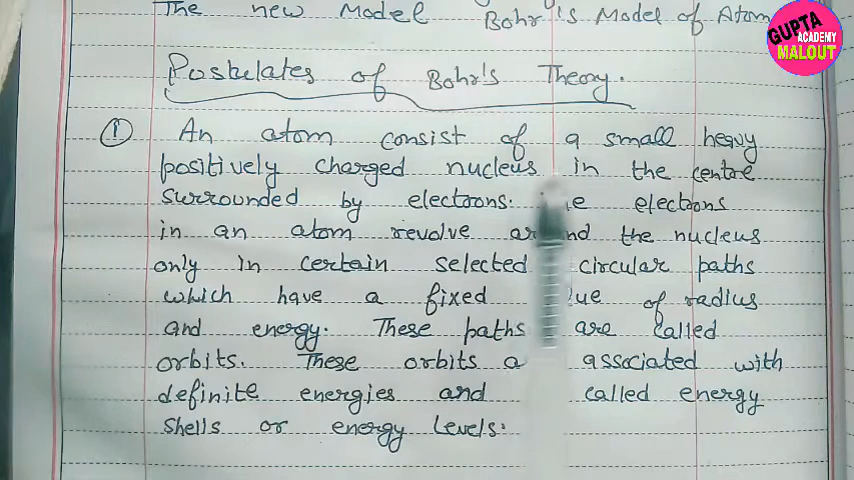 The new Model Bohr's Model of Atom
GUPTA
ACADEMY
MALOUT
Postulates of Bohr's Theory.
① An atom consist of a small heavy
positively charged nucleus in the centre
surrounded by electrons. electrons
in an atom revolve the nucleus
only in certain selected circular paths
which have a fixed of radius
and energy. These paths are called
orbits. These orbits associated with
definite energies and called energy
shells or energy levels.